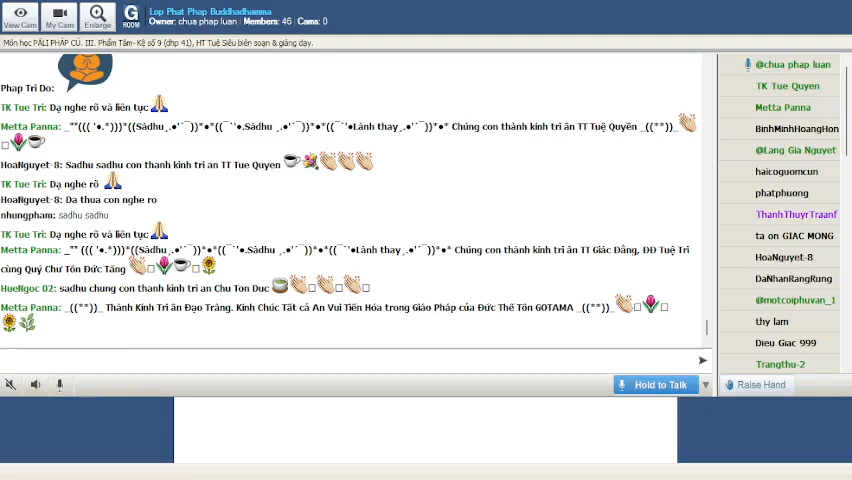 Lop Phat Phap Buddhadhamma
Owner: chua phap luan | Members: 46 | Cams: 0
View Cam
My Cam
Enlarge
G
ROOM
Môn học PĀLI PHÁP CÚ. III. Phẩm Tâm- Kệ số 9 (dhp 41), HT Tuệ Siêu biên soạn & giảng dạy.
Phap Tri Do:
TK Tue Tri: Dạ nghe rõ và liên tục
Metta Panna: _""((( '•.*)))*((Sàdhu¸.•'´¯))*•*((¯`'•.Sàdhu ¸.•'´¯))*•*((¯`•Lành thay¸.•'´¯))*•* Chúng con thành kính tri ân TT Tuệ Quyền _((**))_
HoaNguyet-8: Sadhu sadhu con thanh kinh tri an TT Tue Quyen
TK Tue Tri: Dạ nghe rõ
HoaNguyet-8: Da thua con nghe ro
nhungpham: sadhu sadhu
TK Tue Tri: Dạ nghe rõ và liên tục
Metta Panna: _"" ((( '•.*)))*((Sàdhu¸.•'´¯))*•*((¯`'•.Sàdhu ¸.•'´¯))*•*((¯`•Lành thay¸.•'´¯))*•* Chúng con thành kính tri ân TT Giác Đẳng, ĐĐ Tuệ Trị
cùng Quý Chư Tôn Đức Tăng
HueNgoc 02: sadhu chung con thanh kinh tri an Chu Ton Duc
Metta Panna: _((**))_ Thành Kính Tri ân Đạo Tràng. Kính Chúc Tất cả An Vui Tiến Hóa trong Giáo Pháp của Đức Thế Tôn GOTAMA _((**))_
@chua phap luan
TK Tue Quyen
Metta Panna
BinhMinhHoangHon
@Lang Gia Nguyet
haicoguomcun
phatphuong
ThanhThuyrTraanf
ta on GIAC MONG
HoaNguyet-8
DaNhanRangRung
@motcoiphuvan_1
thy lam
Dieu Giac 999
Trangthu-2
Hold to Talk
Raise Hand